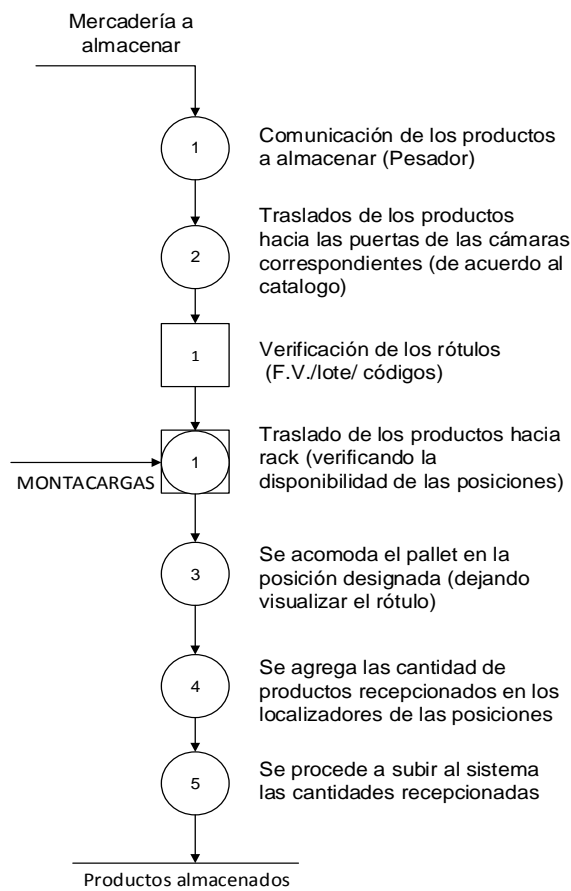 Mercadería a
almacenar
1
Comunicación de los productos
a almacenar (Pesador)
2
Traslados de los productos
hacia las puertas de las cámaras
correspondientes (de acuerdo al
catalogo)
1
Verificación de los rótulos
(F.V./lote/ códigos)
MONTACARGAS
1
Traslado de los productos hacia
rack (verificando la
disponibilidad de las posiciones)
3
Se acomoda el pallet en la
posición designada (dejando
visualizar el rótulo)
4
Se agrega las cantidad de
productos recepcionados en los
localizadores de las posiciones
5
Se procede a subir al sistema
las cantidades recepcionadas
Productos almacenados